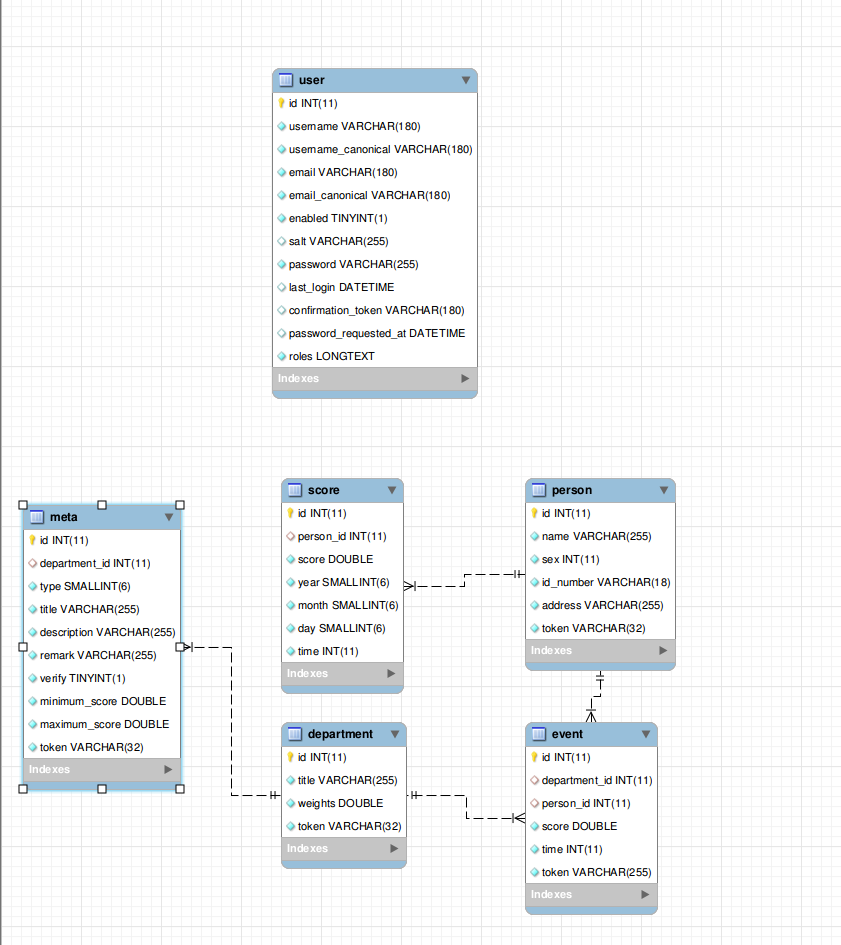 user
id INT(11)
username VARCHAR(180)
username_canonical VARCHAR(180)
email VARCHAR(180)
email_canonical VARCHAR(180)
enabled TINYINT(1)
salt VARCHAR(255)
password VARCHAR(255)
last_login DATETIME
confirmation_token VARCHAR(180)
password_requested_at DATETIME
roles LONGTEXT
Indexes
meta
id INT(11)
department_id INT(11)
type SMALLINT(6)
title VARCHAR(255)
description VARCHAR(255)
remark VARCHAR(255)
verify TINYINT(1)
minimum_score DOUBLE
maximum_score DOUBLE
token VARCHAR(32)
Indexes
score
id INT(11)
person_id INT(11)
score DOUBLE
year SMALLINT(6)
month SMALLINT(6)
day SMALLINT(6)
time INT(11)
Indexes
person
id INT(11)
name VARCHAR(255)
sex INT(11)
id_number VARCHAR(18)
address VARCHAR(255)
token VARCHAR(32)
Indexes
department
id INT(11)
title VARCHAR(255)
weights DOUBLE
token VARCHAR(32)
Indexes
event
id INT(11)
department_id INT(11)
person_id INT(11)
score DOUBLE
time INT(11)
token VARCHAR(255)
Indexes